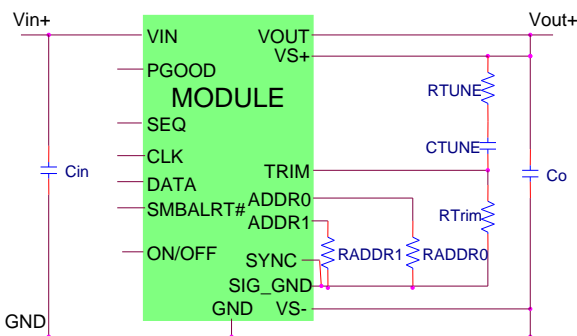 Vin+
Vout+
VIN
VOUT
VS+
PGOOD
RTUNE
MODULE
SEQ
CTUNE
CLK
Cin
TRIM
Co
DATA
ADDR0
SMBALRT#
RTrim
ADDR1
ON/OFF
RADDR1
RADDR0
SYNC
SIG_GND
GND
GND
VS-